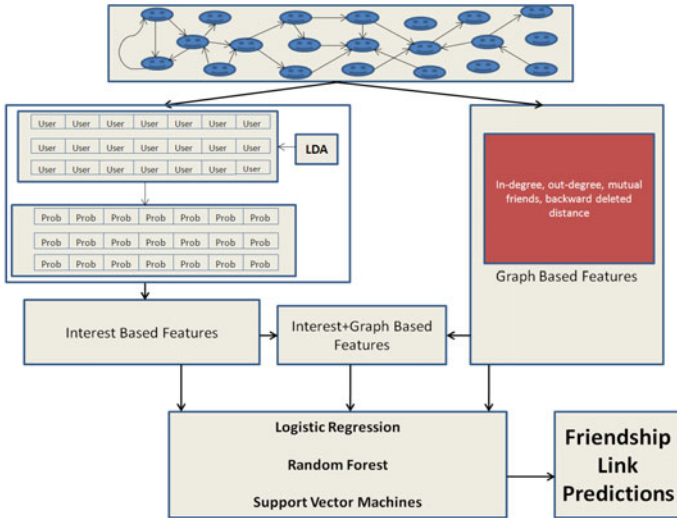 User User User User User User User
User User User User User User User
User User User User User User User
LDA
Prob Prob Prob Prob Prob Prob Prob
Prob Prob Prob Prob Prob Prob Prob
Prob Prob Prob Prob Prob Prob Prob
In-degree, out-degree, mutual
friends, backward deleted
distance
Graph Based Features
Interest Based Features
Interest+Graph Based
Features
Logistic Regression
Random Forest
Support Vector Machines
Friendship
Link
Predictions